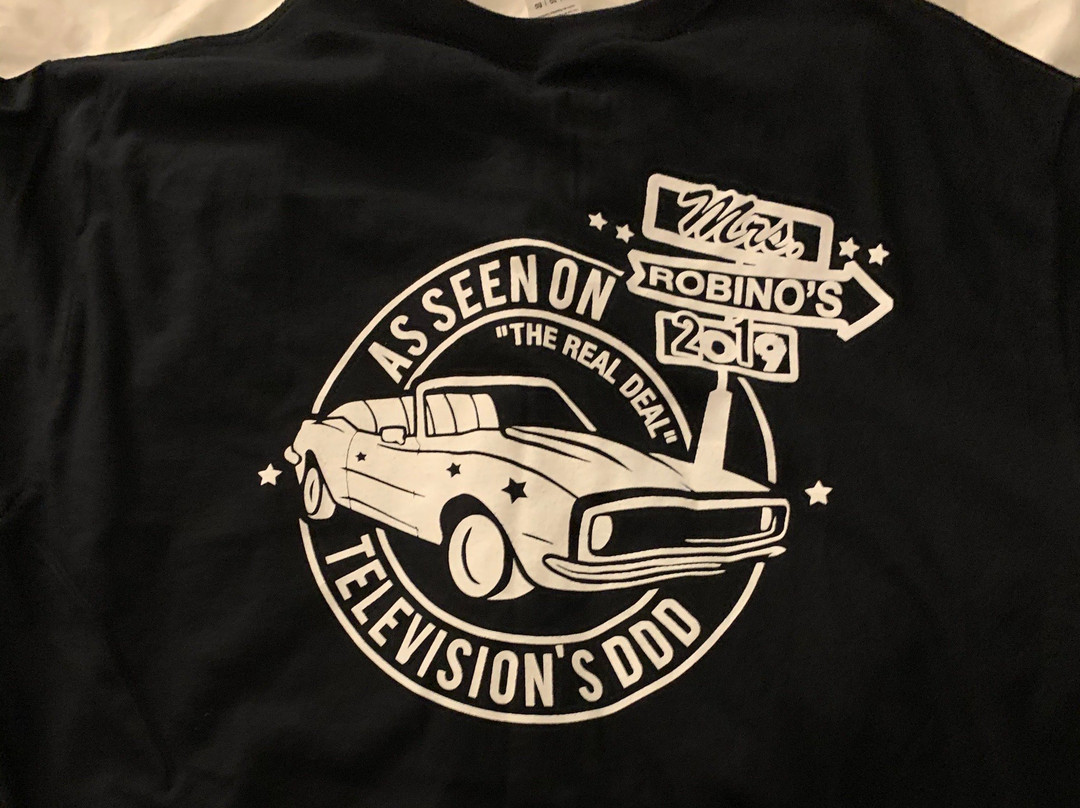 Mrs.
ROBINO'S
2019
AS SEEN ON
"THE REAL DEAL"
TELEVISION'S DDD